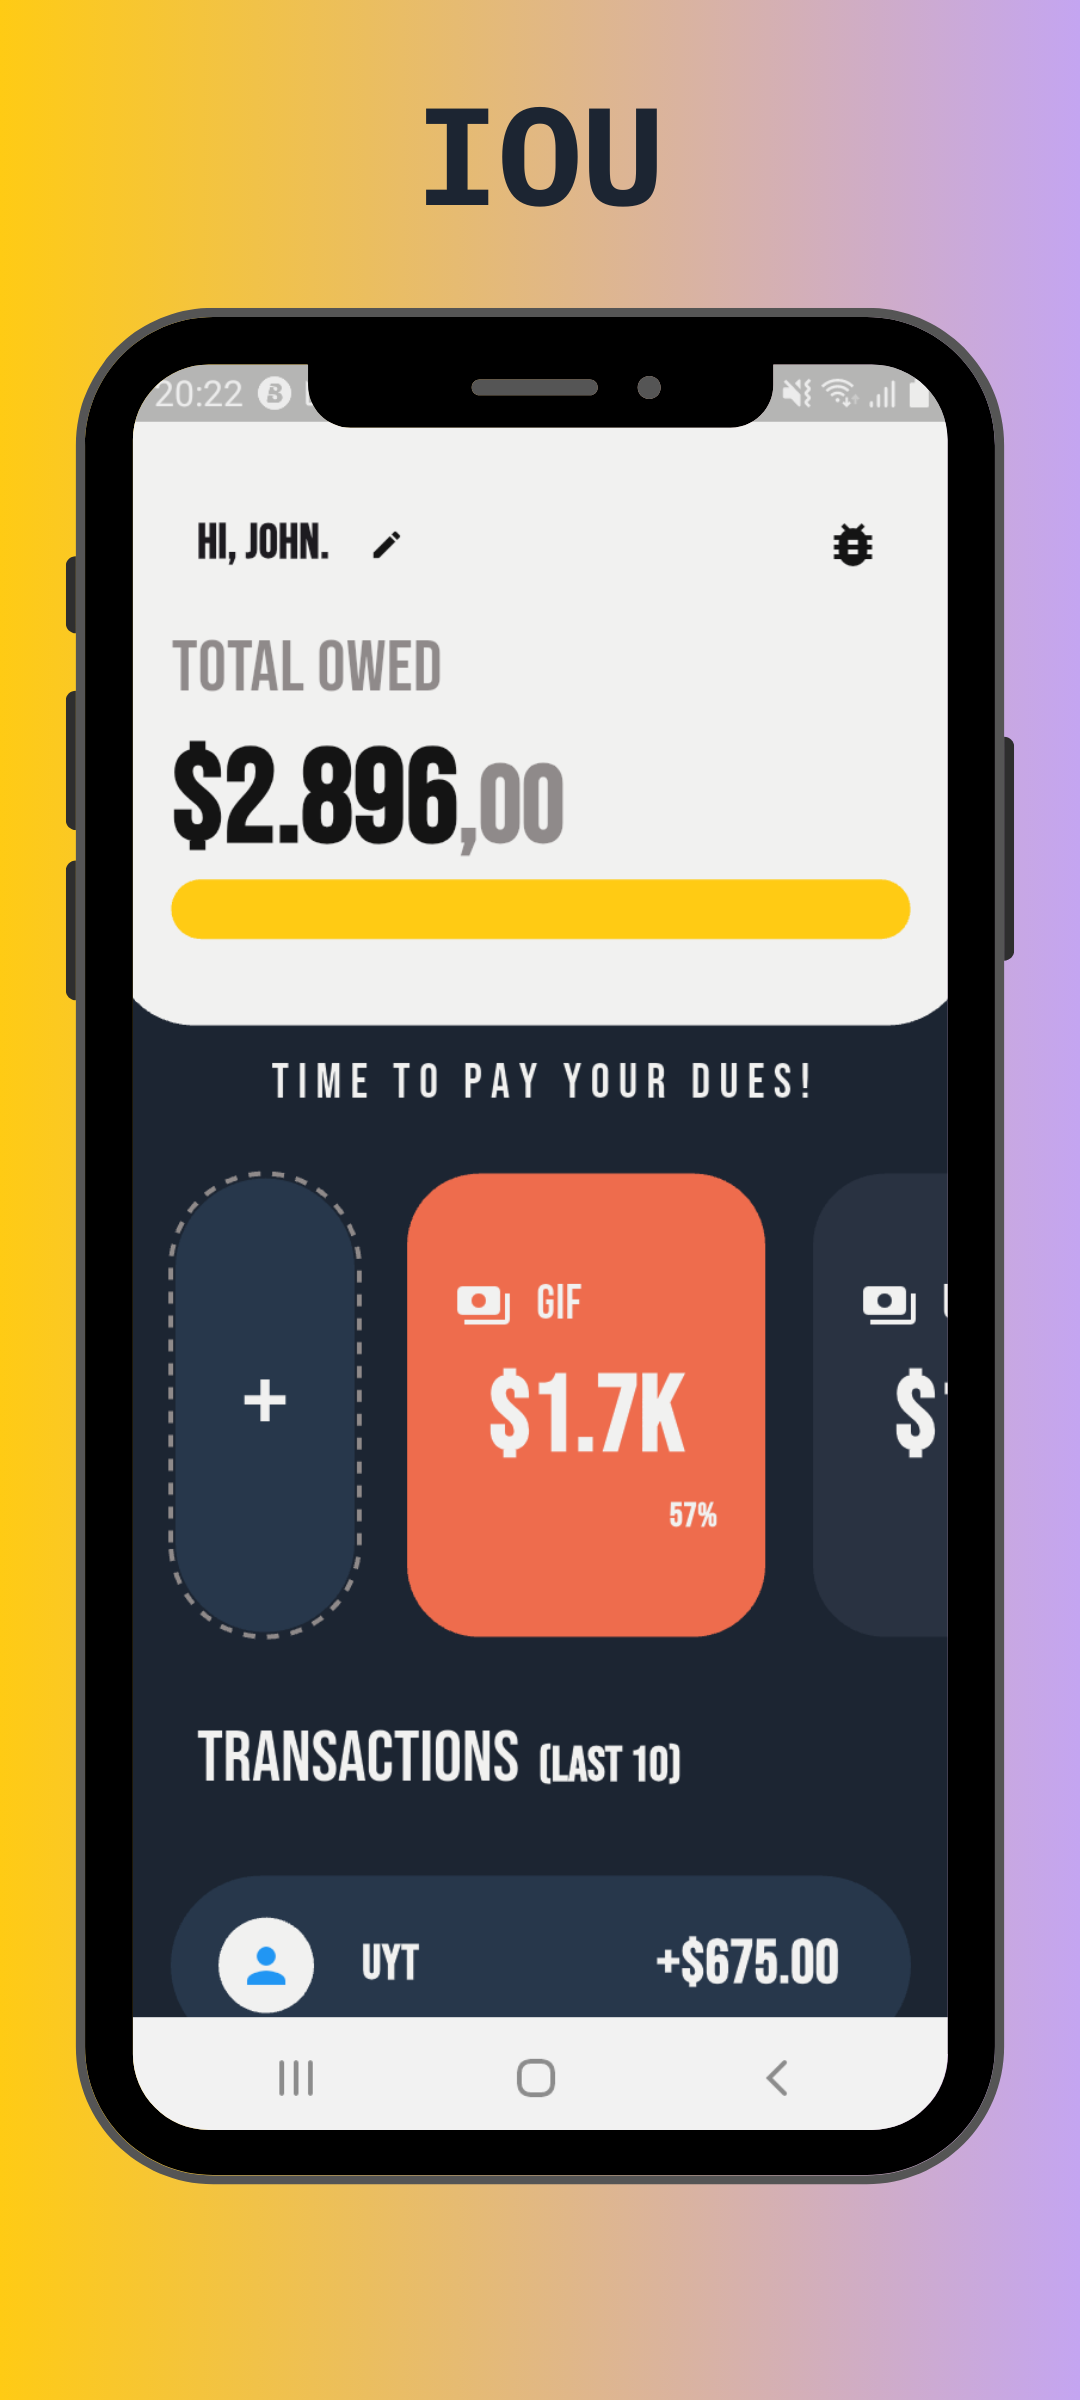 IOU
20:22
HI, JOHN.
TOTAL OWED
$2.896,00
TIME TO PAY YOUR DUES!
+
GIF
$1.7K
57%
$
TRANSACTIONS (LAST 10)
UYT +$675.00